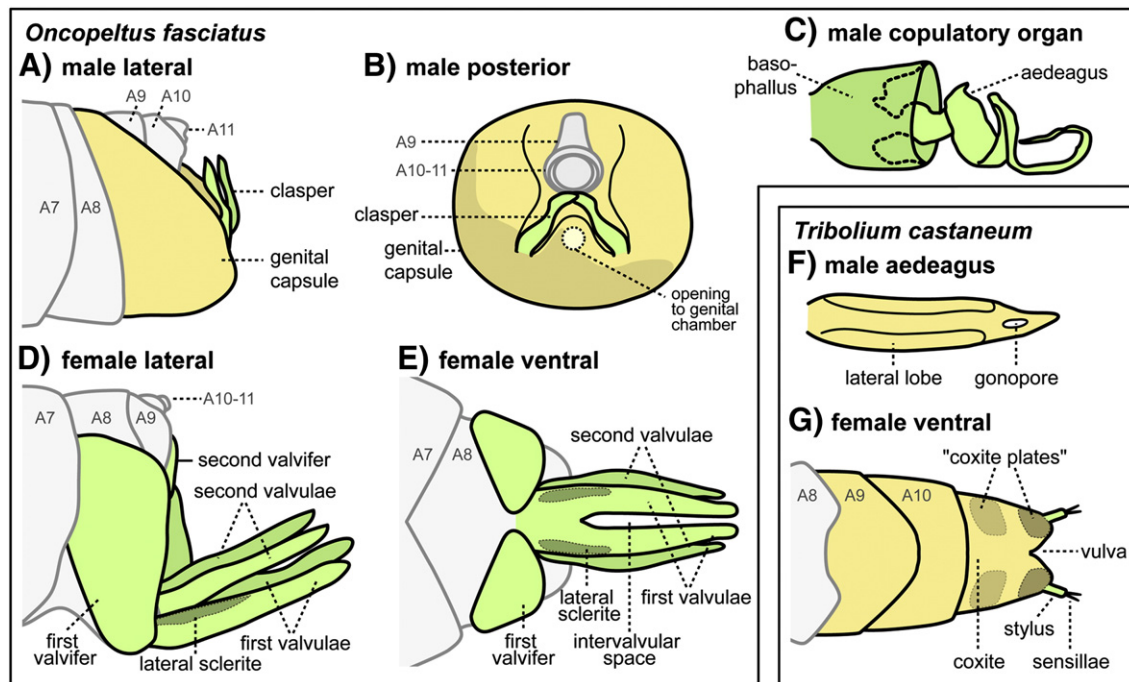 Oncopeltus fasciatus
A) male lateral
A9
A10
A11
A7
A8
clasper
genital
capsule
B) male posterior
A9
A10-11
clasper
genital
capsule
opening
to genital
chamber
C) male copulatory organ
baso-
phallus
aedeagus
D) female lateral
A7
A8
A9
A10-11
second valvifer
second valvulae
first
valvifer
lateral sclerite
first valvulae
E) female ventral
A7
A8
second valvulae
lateral
sclerite
first valvulae
first
valvifer
intervalvular
space
Tribolium castaneum
F) male aedeagus
lateral lobe
gonopore
G) female ventral
"coxite plates"
A8
A9
A10
vulva
stylus
coxite
sensillae